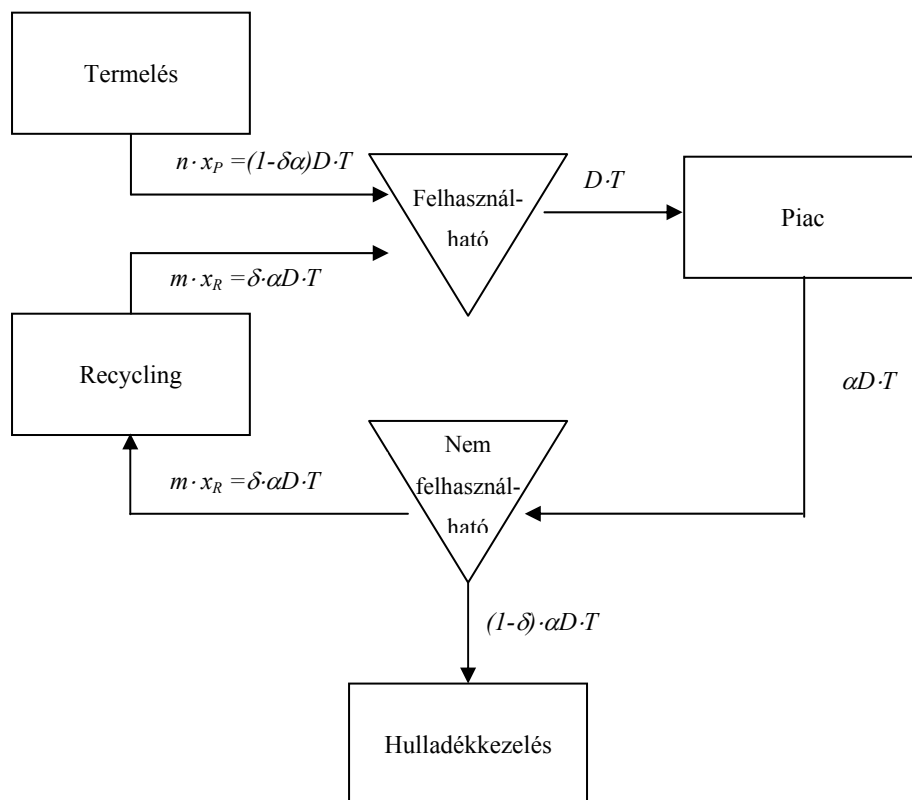 Termelés
n· x_P =(1-δα)D·T
Felhasznál-
ható
D·T
Piac
m· x_R =δ·αD·T
Recycling
αD·T
Nem
felhasznál-
ható
m· x_R =δ·αD·T
(1-δ)·αD·T
Hulladékkezelés